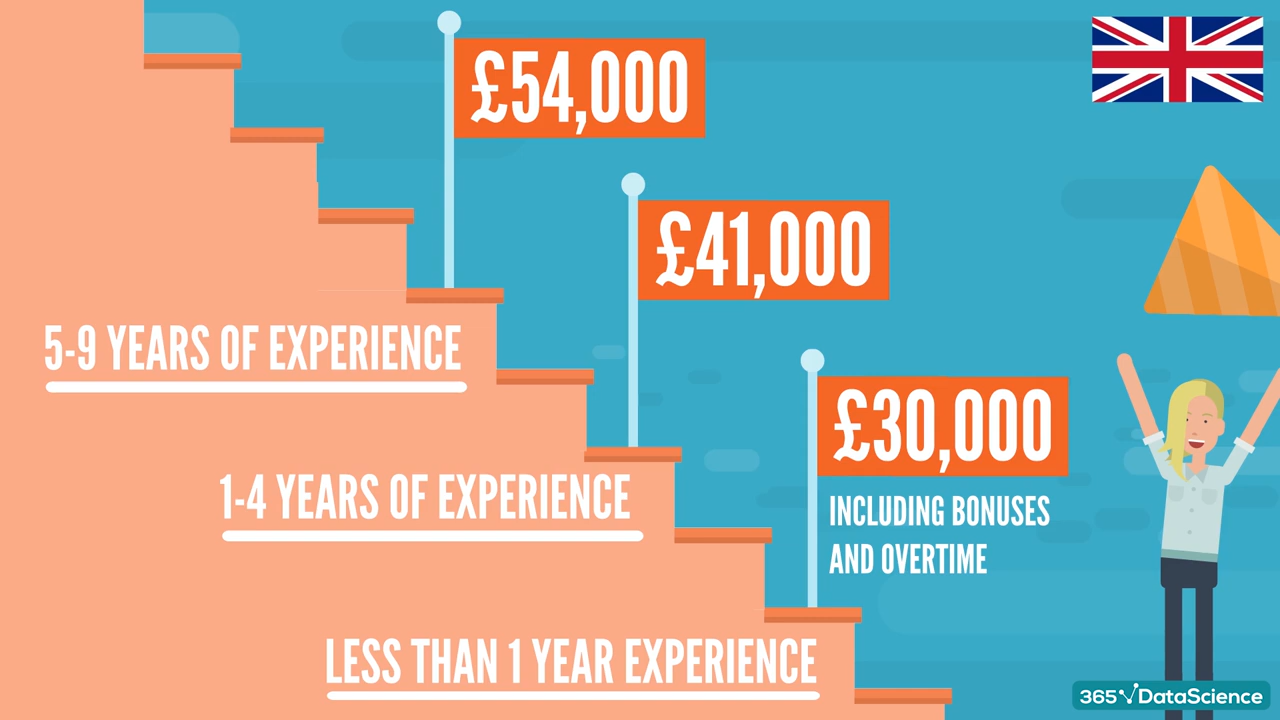 £54,000
£41,000
5-9 YEARS OF EXPERIENCE
£30,000
1-4 YEARS OF EXPERIENCE
INCLUDING BONUSES
AND OVERTIME
LESS THAN 1 YEAR EXPERIENCE
365 DataScience